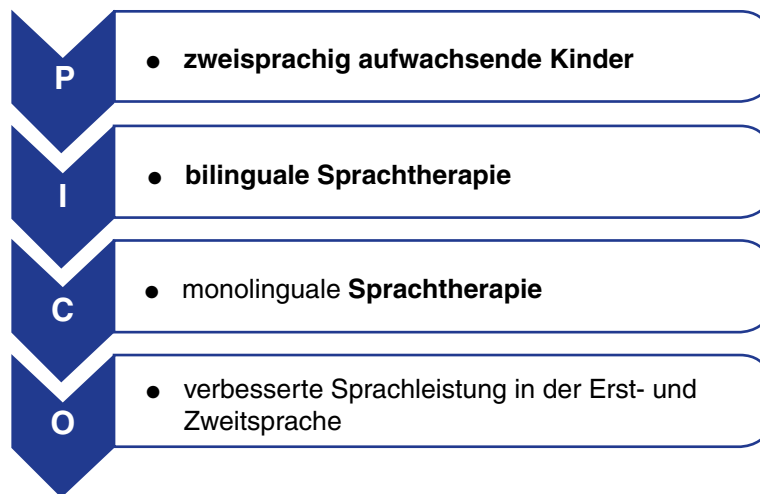 P
• zweisprachig aufwachsende Kinder
I
• bilinguale Sprachtherapie
C
• monolinguale Sprachtherapie
O
• verbesserte Sprachleistung in der Erst- und
Zweitsprache